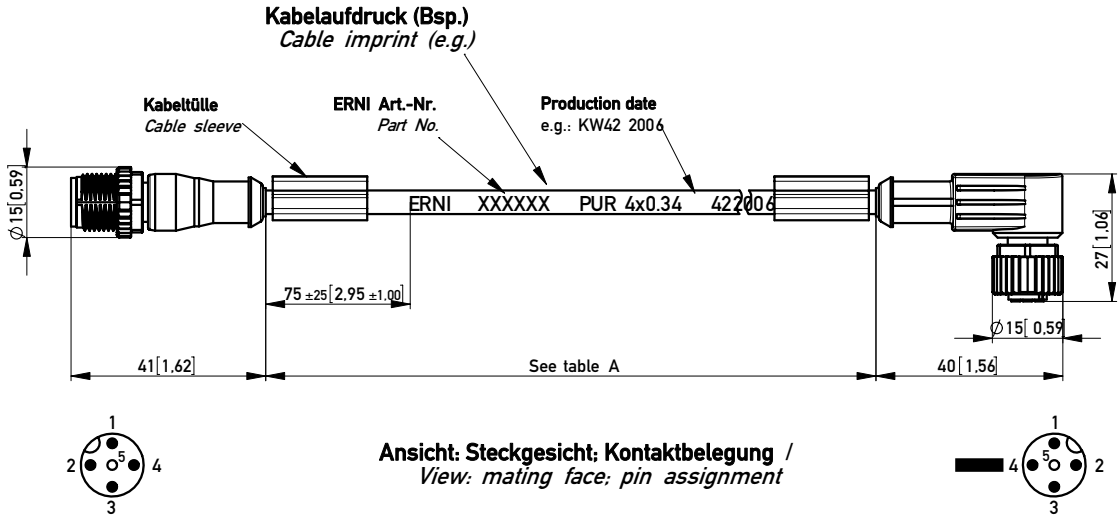 Kabelaufdruck (Bsp.)
Cable imprint (e.g.)
Kabeltülle
Cable sleeve
ERNI Art.-Nr.
Part No.
Production date
e.g.: KW42 2006
∅15[0,59]
ERNI XXXXXX PUR 4x0.34 422006
27[1,06]
75 ±25[2,95 ±1,00]
∅15[0,59]
41[1,62]
See table A
40[1,56]
1
2 5 4
3
Ansicht: Steckgesicht; Kontaktbelegung /
View: mating face; pin assignment
1
4 5 2
3